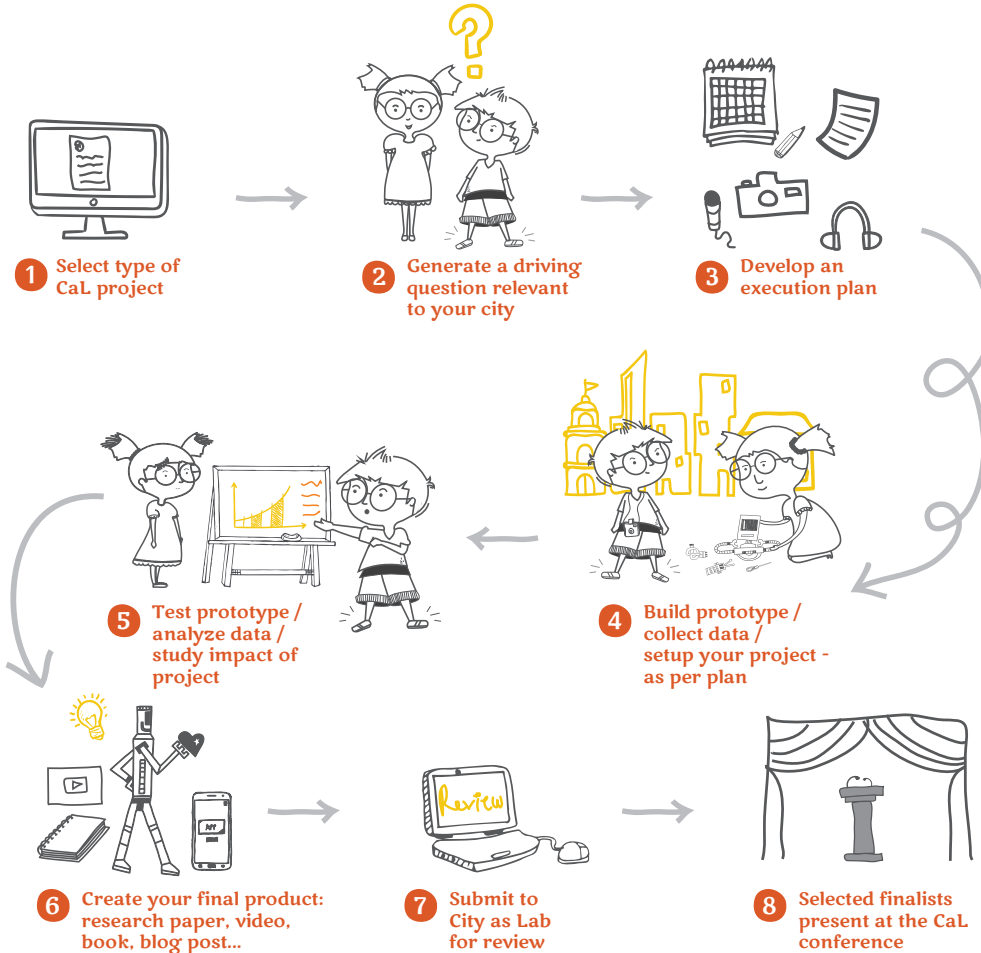 ?
1 Select type of
CaL project
2 Generate a driving
question relevant
to your city
3 Develop an
execution plan
4 Build prototype /
collect data /
setup your project -
as per plan
5 Test prototype /
analyze data /
study impact of
project
6 Create your final product:
research paper, video,
book, blog post...
Review
7 Submit to
City as Lab
for review
8 Selected finalists
present at the CaL
conference